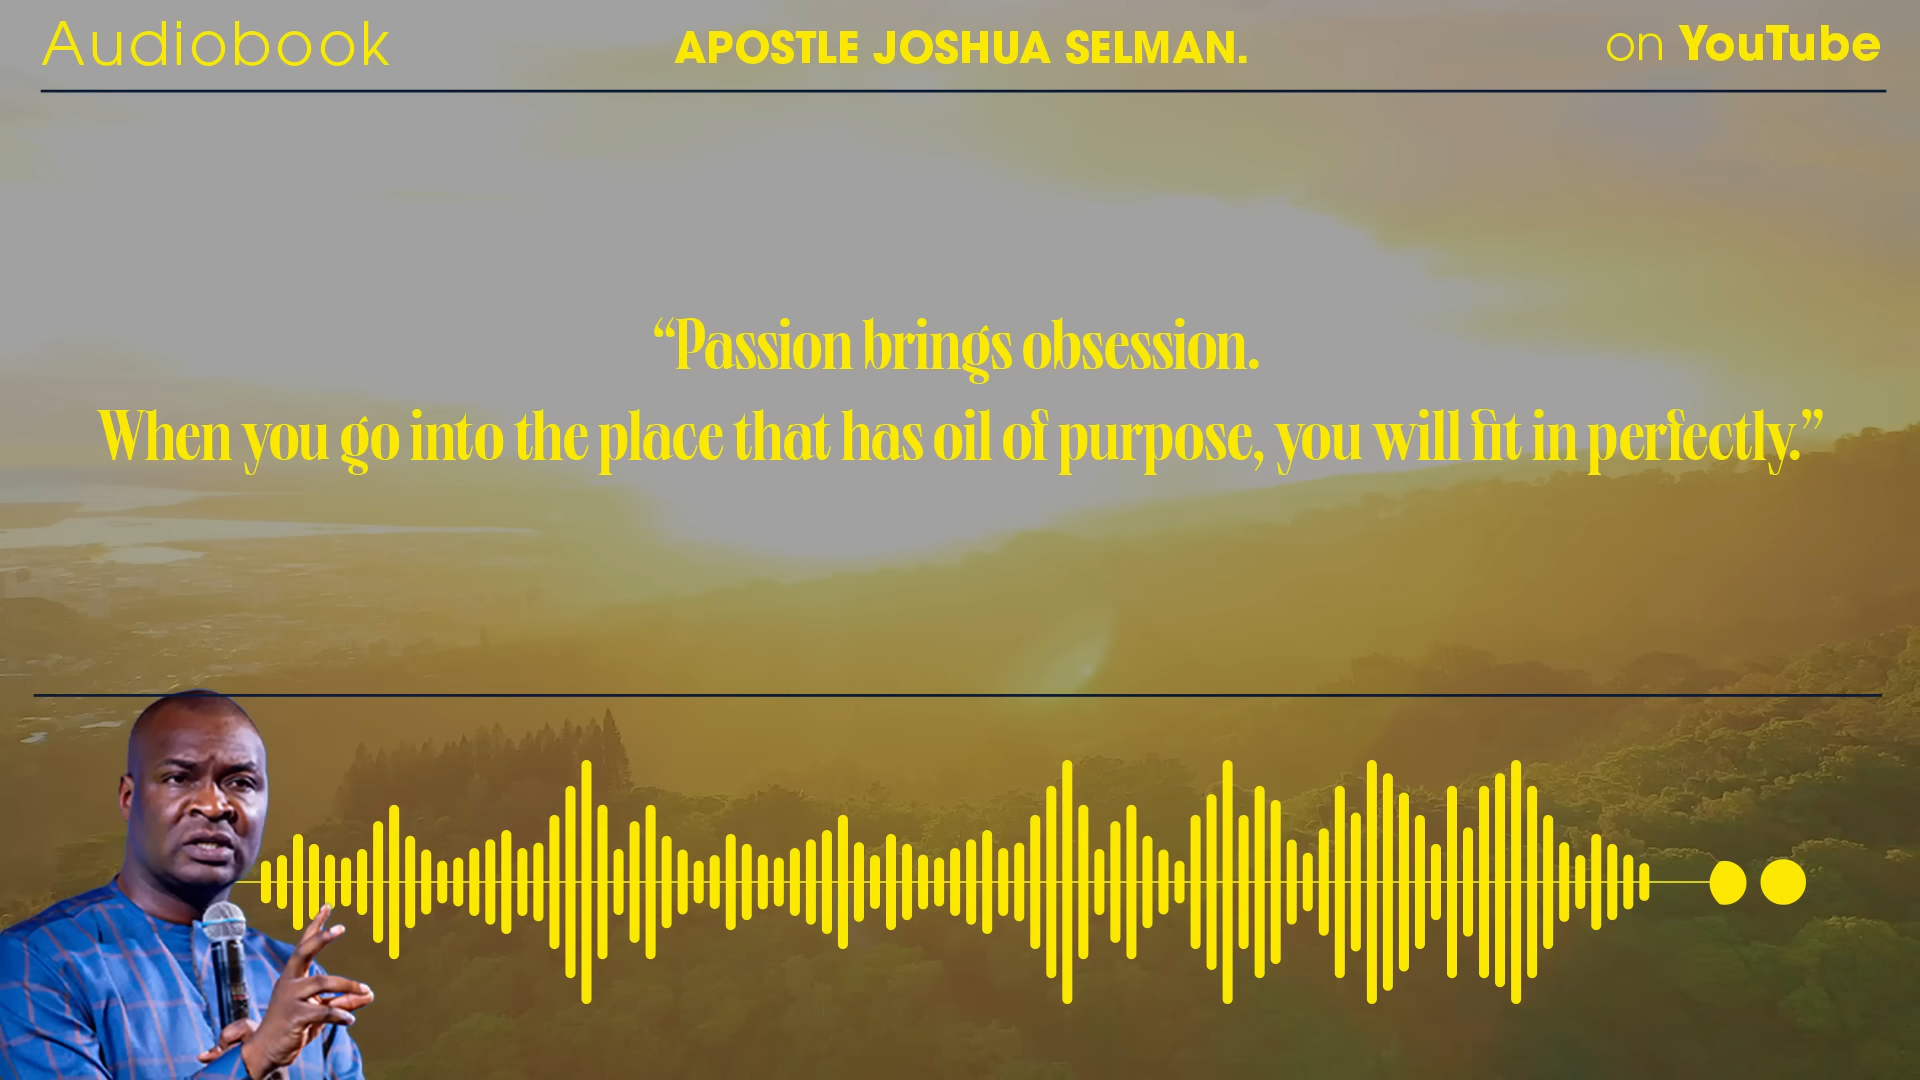 Audiobook
APOSTLE JOSHUA SELMAN.
on YouTube
“Passion brings obsession.
When you go into the place that has oil of purpose, you will fit in perfectly.”